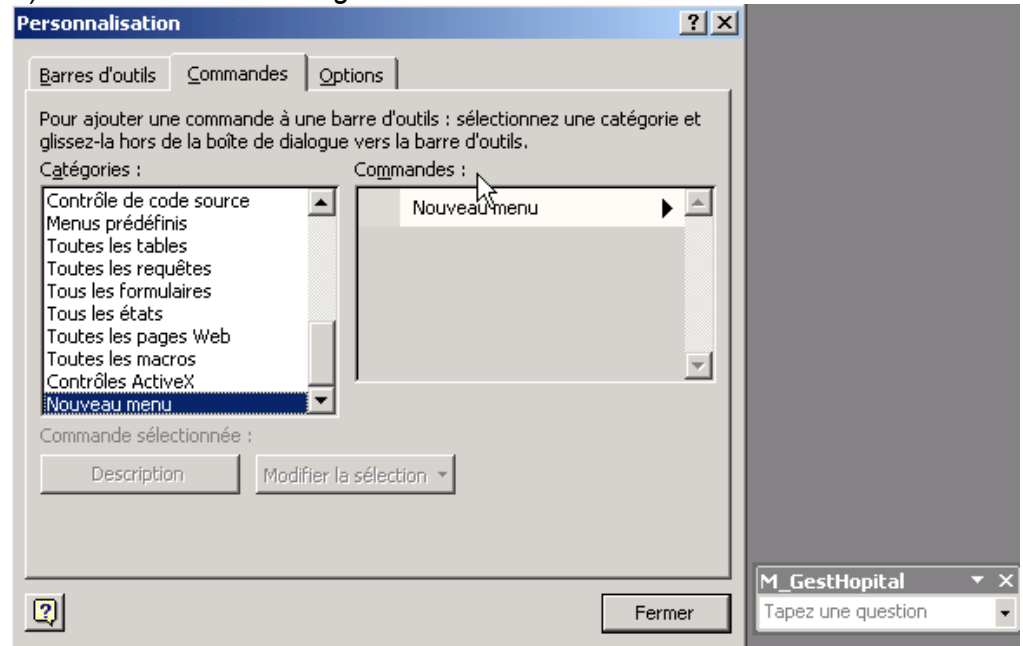 Personnalisation
Barres d'outils
Commandes
Options
Pour ajouter une commande à une barre d'outils : sélectionnez une catégorie et
glissez-la hors de la boîte de dialogue vers la barre d'outils.
Catégories :
Commandes :
Contrôle de code source
Menus prédéfinis
Toutes les tables
Toutes les requêtes
Tous les formulaires
Tous les états
Toutes les pages Web
Toutes les macros
Contrôles ActiveX
Nouveau menu
Nouveau menu
Commande sélectionnée :
Description
Modifier la sélection
Fermer
M_GestHopital
Tapez une question